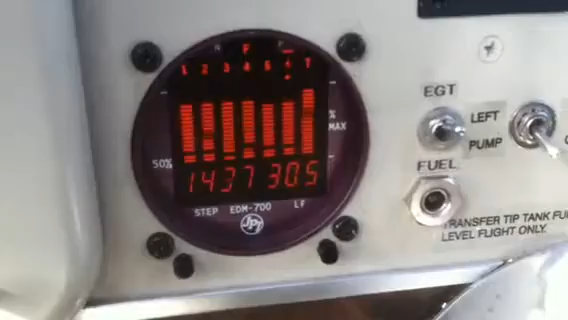 F
1 2 3 4 5 6 T
%
MAX
50%
1437 305
STEP EDM-700 LF
JPI
EGT
LEFT
PUMP
FUEL
TRANSFER TIP TANK
LEVEL FLIGHT ONLY.